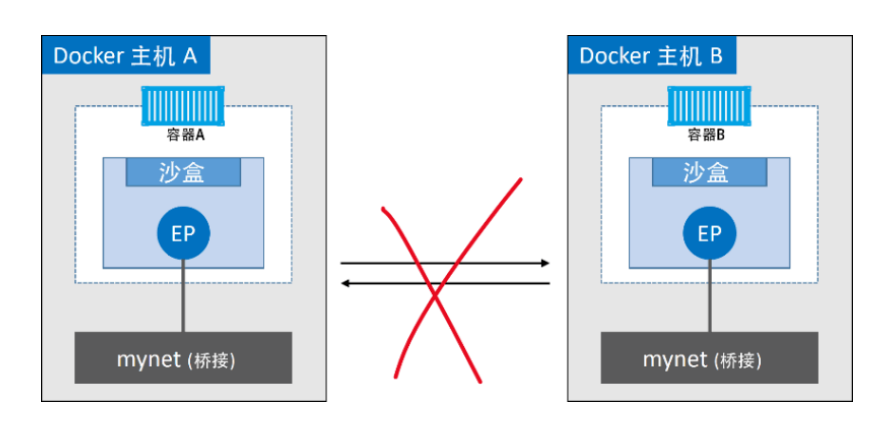 Docker 主机 A
容器A
沙盒
EP
mynet (桥接)
Docker 主机 B
容器B
沙盒
EP
mynet (桥接)